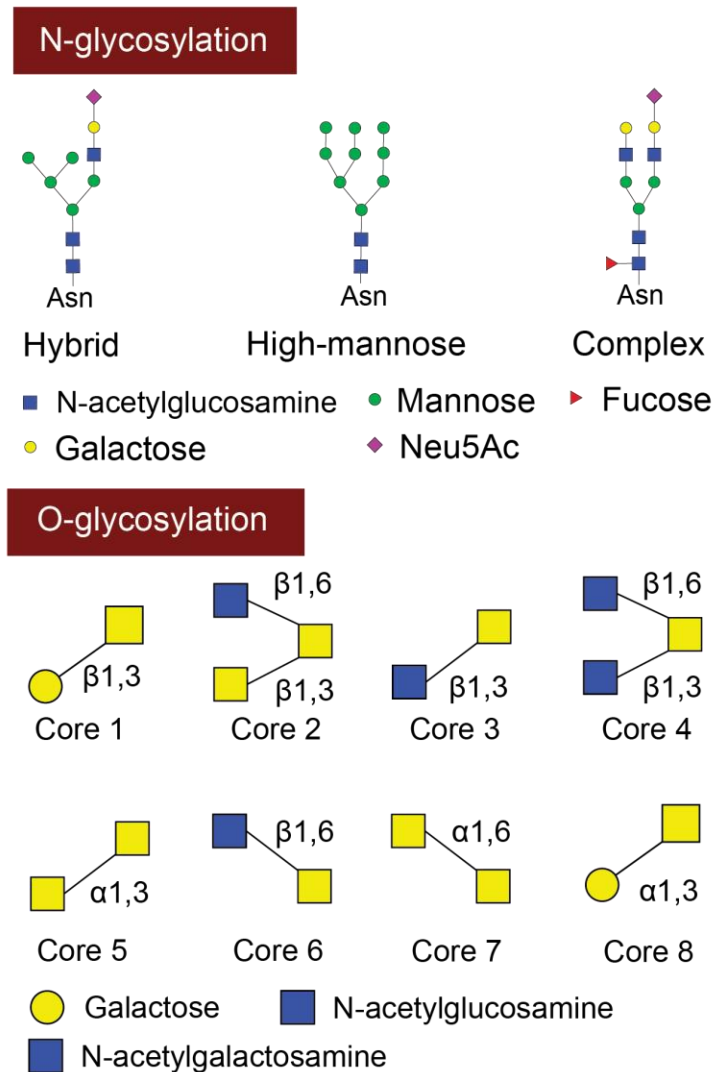 N-glycosylation
Asn Asn Asn
Hybrid High-mannose Complex
N-acetylglucosamine Mannose Fucose
Galactose Neu5Ac
O-glycosylation
β1,6 β1,6
β1,3 β1,3 β1,3 β1,3
Core 1 Core 2 Core 3 Core 4
β1,6 α1,6
α1,3 α1,3
Core 5 Core 6 Core 7 Core 8
Galactose N-acetylglucosamine
N-acetylgalactosamine